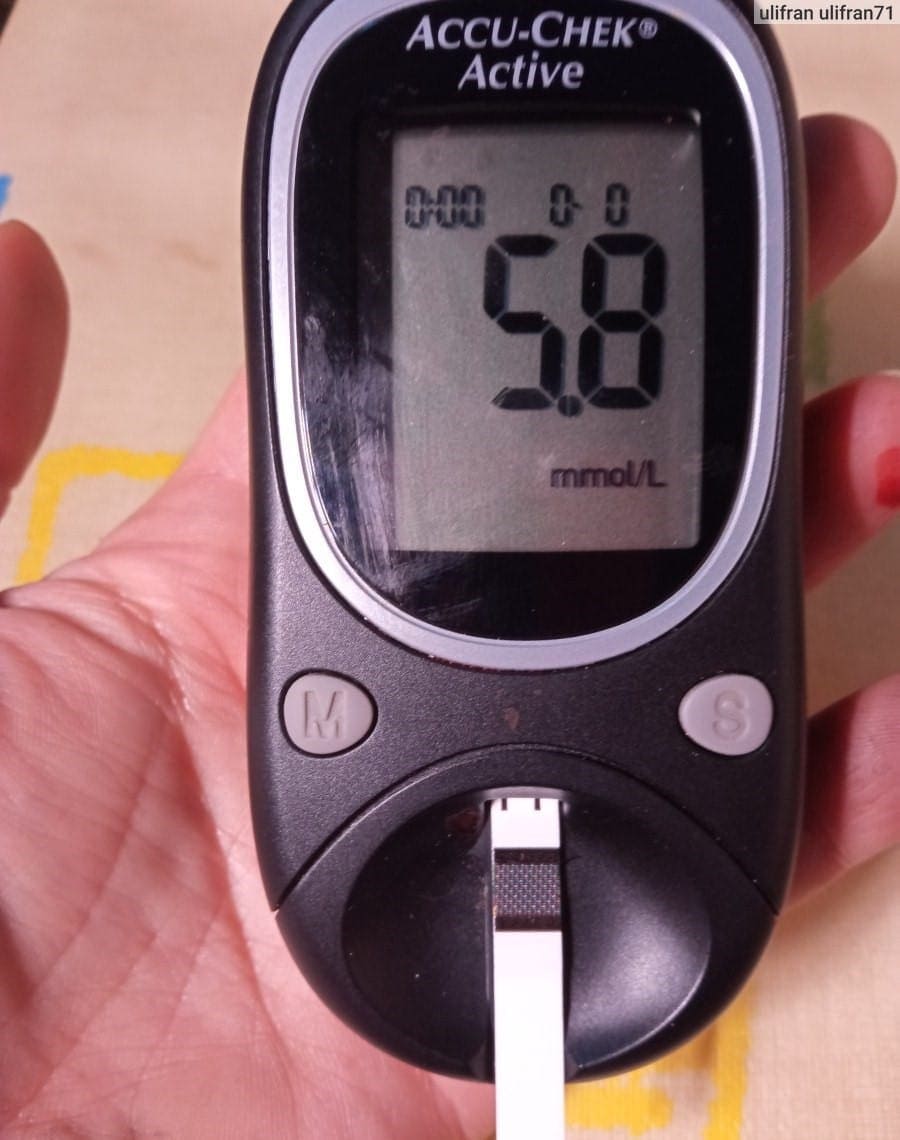 ulifran ulifran71
ACCU-CHEK®
Active
0:00 0- 0
5.8
mmol/L
M S